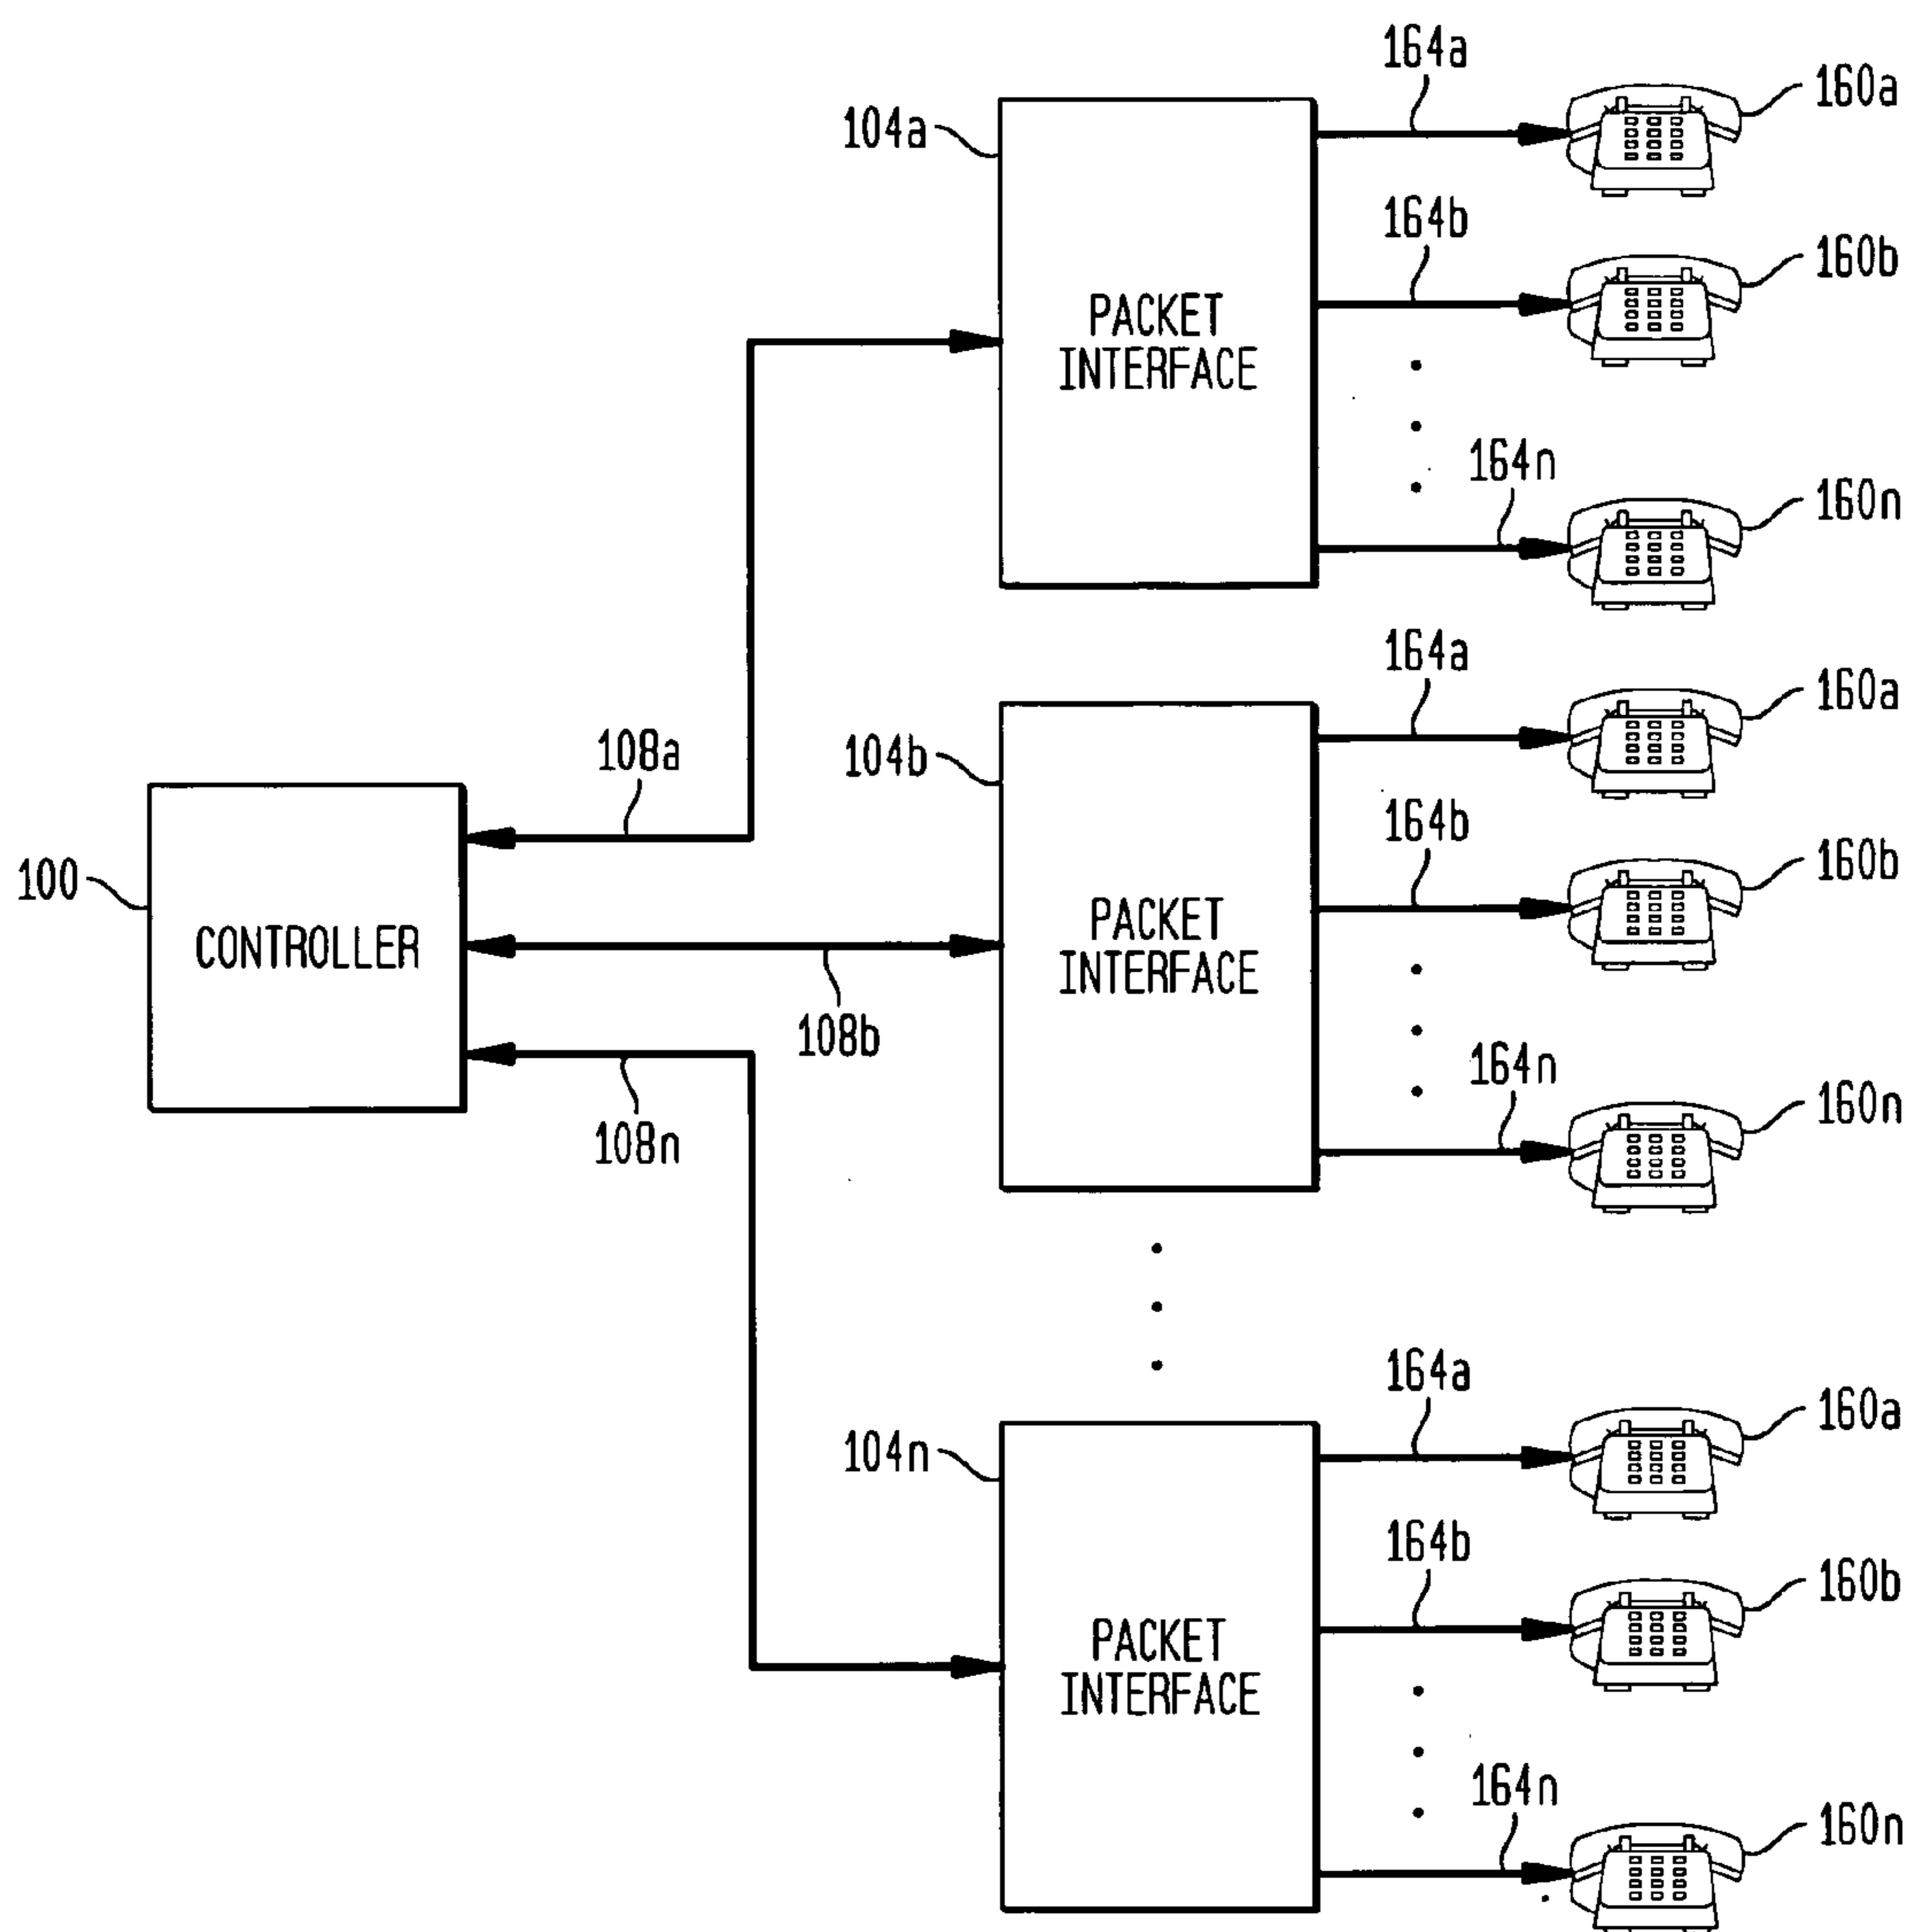 164a
160a
104a
164b
160b
PACKET
INTERFACE
164n
160n
164a
160a
104b
108a
164b
160b
100
CONTROLLER
PACKET
INTERFACE
108b
164n
160n
108n
164a
160a
104n
164b
160b
PACKET
INTERFACE
164n
160n